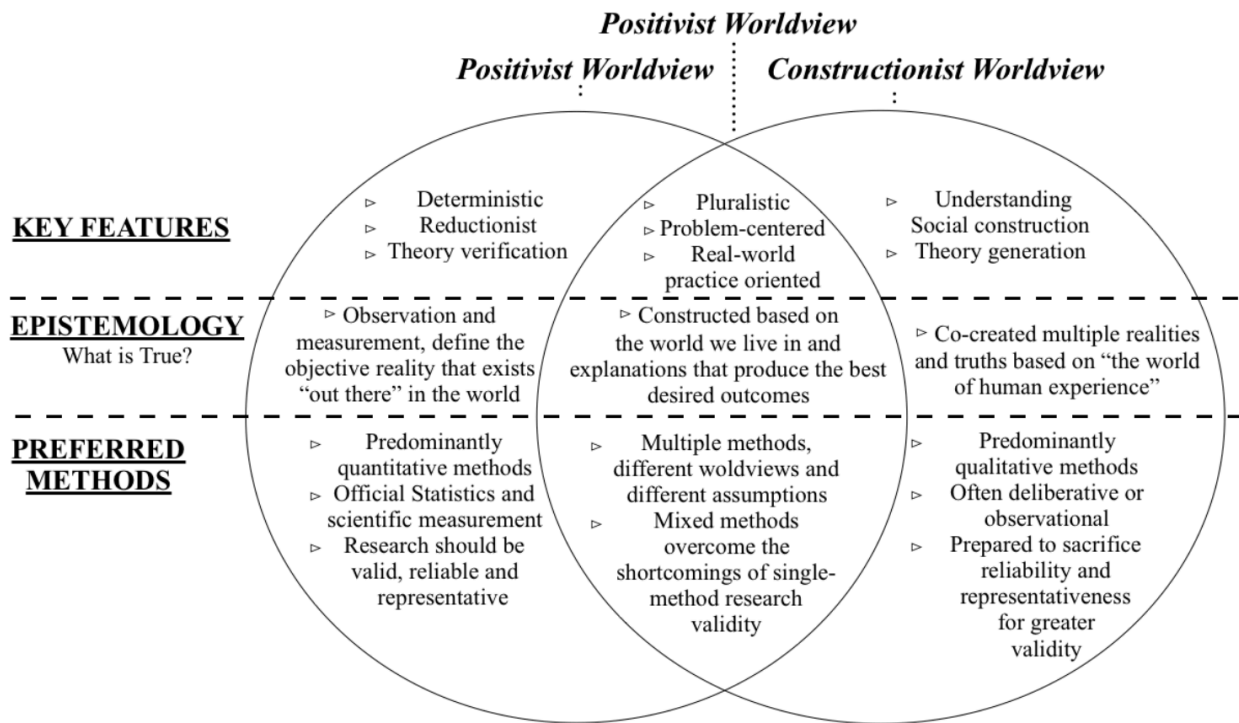 Positivist Worldview
Positivist Worldview
Constructionist Worldview
KEY FEATURES
▹ Deterministic
▹ Reductionist
▹ Theory verification
▹ Pluralistic
▹ Problem-centered
▹ Real-world
practice oriented
▹ Understanding
Social construction
▹ Theory generation
EPISTEMOLOGY
What is True?
▹ Observation and
measurement, define the
objective reality that exists
“out there” in the world
▹ Constructed based on
the world we live in and
explanations that produce the best
desired outcomes
▹ Co-created multiple realities
and truths based on “the world
of human experience”
PREFERRED
METHODS
▹ Predominantly
quantitative methods
▹ Official Statistics and
scientific measurement
▹ Research should be
valid, reliable and
representative
▹ Multiple methods,
different woldviews and
different assumptions
▹ Mixed methods
overcome the
shortcomings of single-
method research
validity
▹ Predominantly
qualitative methods
▹ Often deliberative or
observational
▹ Prepared to sacrifice
reliability and
representativeness
for greater
validity